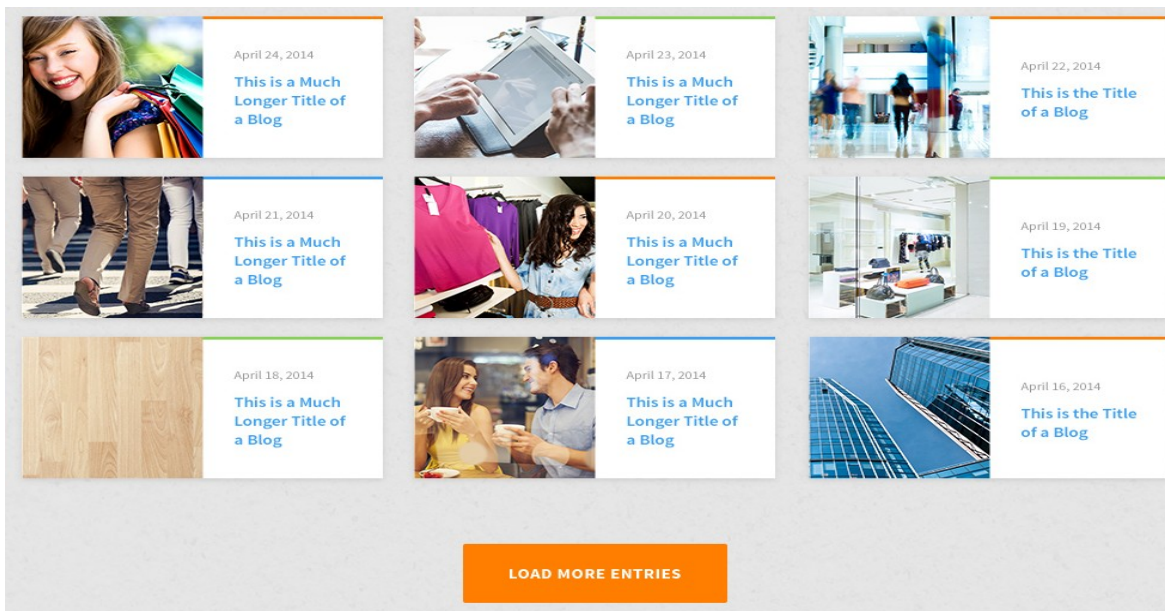 April 24, 2014
This is a Much
Longer Title of
a Blog
April 23, 2014
This is a Much
Longer Title of
a Blog
April 22, 2014
This is the Title
of a Blog
April 21, 2014
This is a Much
Longer Title of
a Blog
April 20, 2014
This is a Much
Longer Title of
a Blog
April 19, 2014
This is the Title
of a Blog
April 18, 2014
This is a Much
Longer Title of
a Blog
April 17, 2014
This is a Much
Longer Title of
a Blog
April 16, 2014
This is the Title
of a Blog
LOAD MORE ENTRIES